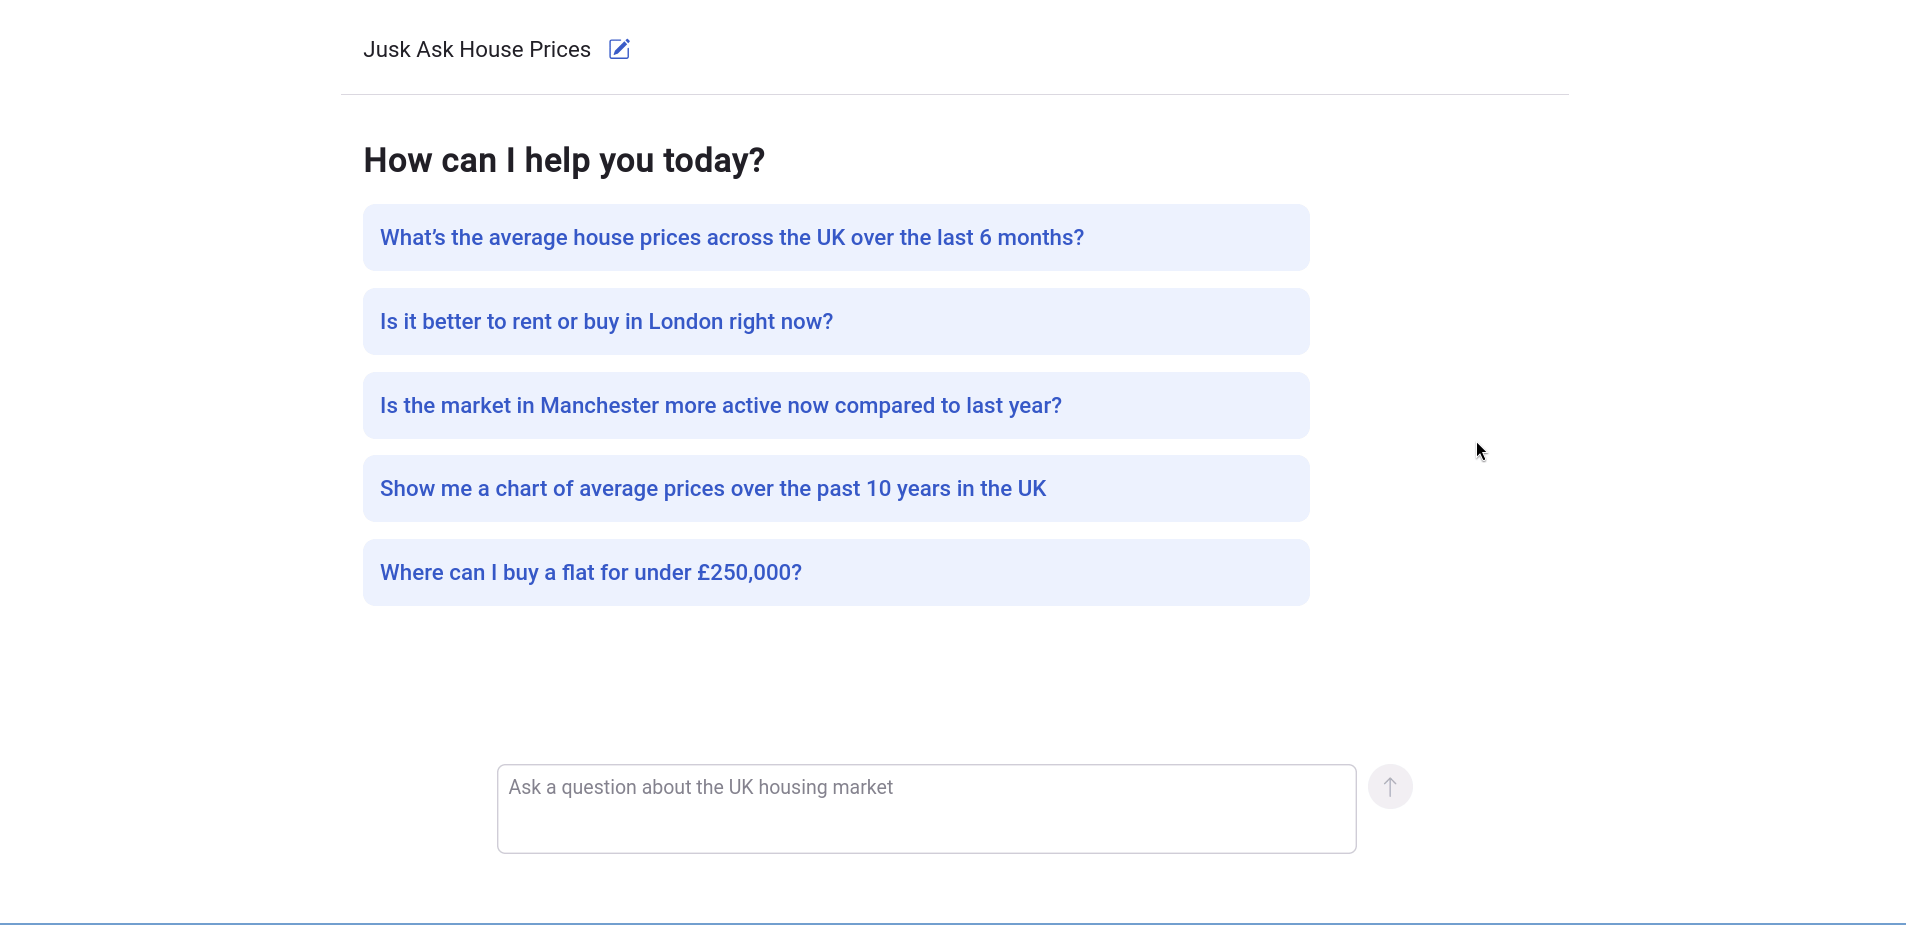 Jusk Ask House Prices
How can I help you today?
What’s the average house prices across the UK over the last 6 months?
Is it better to rent or buy in London right now?
Is the market in Manchester more active now compared to last year?
Show me a chart of average prices over the past 10 years in the UK
Where can I buy a flat for under £250,000?
Ask a question about the UK housing market